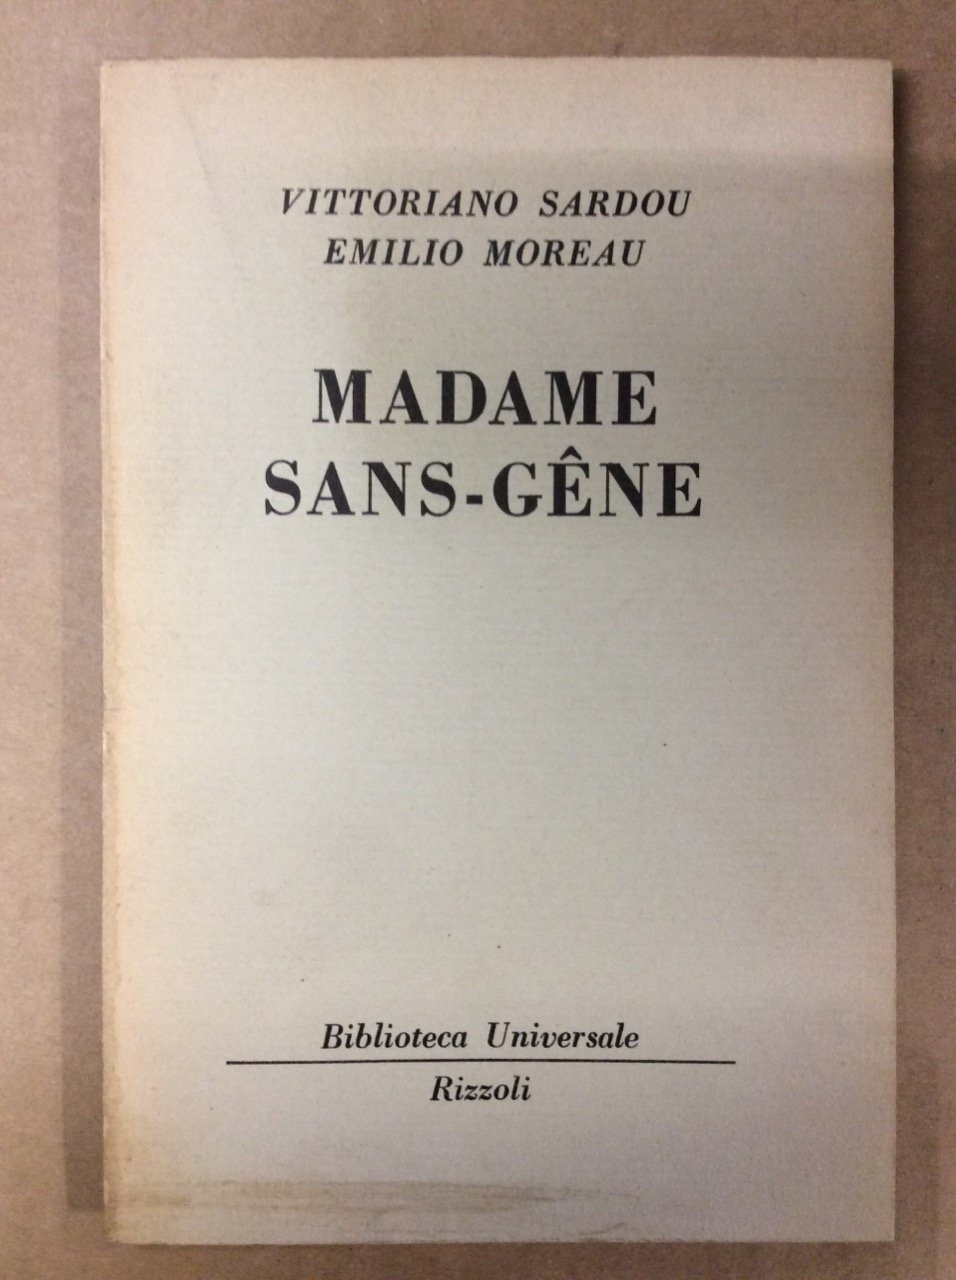 VITTORIANO SARDOU
EMILIO MOREAU
MADAME
SANS-GÊNE
Biblioteca Universale
Rizzoli